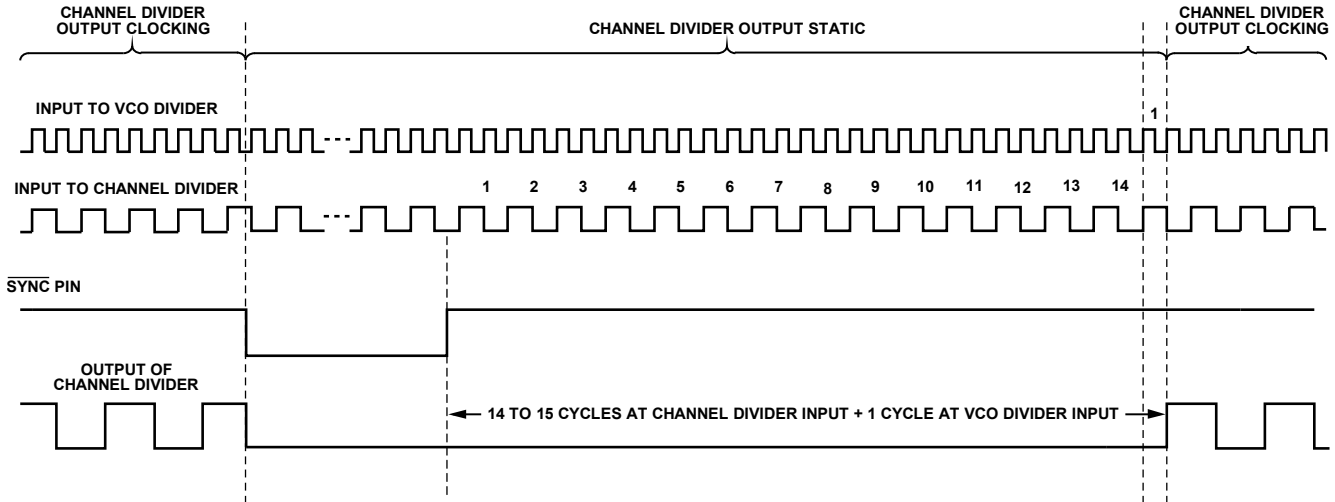 CHANNEL DIVIDER
OUTPUT CLOCKING
CHANNEL DIVIDER OUTPUT STATIC
CHANNEL DIVIDER
OUTPUT CLOCKING
INPUT TO VCO DIVIDER
1
INPUT TO CHANNEL DIVIDER
1 2 3 4 5 6 7 8 9 10 11 12 13 14
SYNC PIN
OUTPUT OF
CHANNEL DIVIDER
14 TO 15 CYCLES AT CHANNEL DIVIDER INPUT + 1 CYCLE AT VCO DIVIDER INPUT